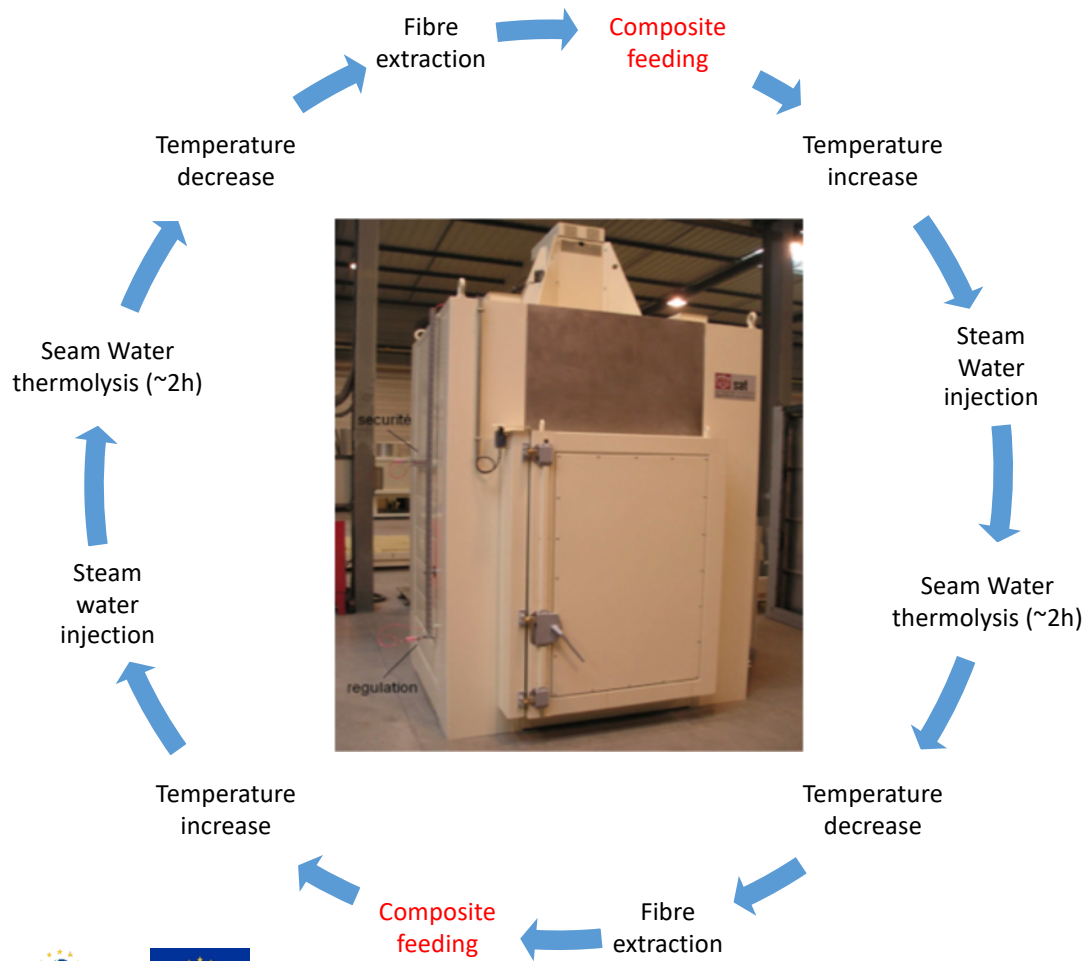 Fibre
extraction
Composite
feeding
Temperature
increase
Steam
Water
injection
Seam Water
thermolysis (~2h)
Temperature
decrease
Fibre
extraction
Composite
feeding
Temperature
increase
Steam
water
injection
Seam Water
thermolysis (~2h)
Temperature
decrease
securité
regulation
sat